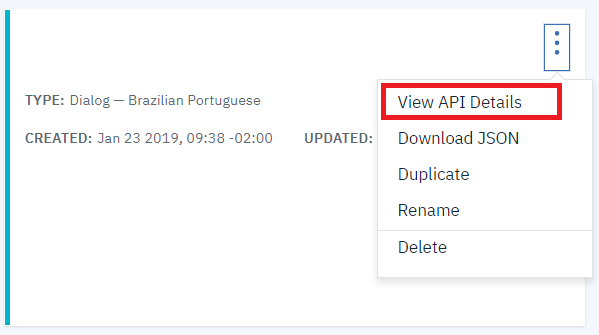 View API Details
TYPE: Dialog — Brazilian Portuguese
CREATED: Jan 23 2019, 09:38 -02:00 UPDATED:
Download JSON
Duplicate
Rename
Delete